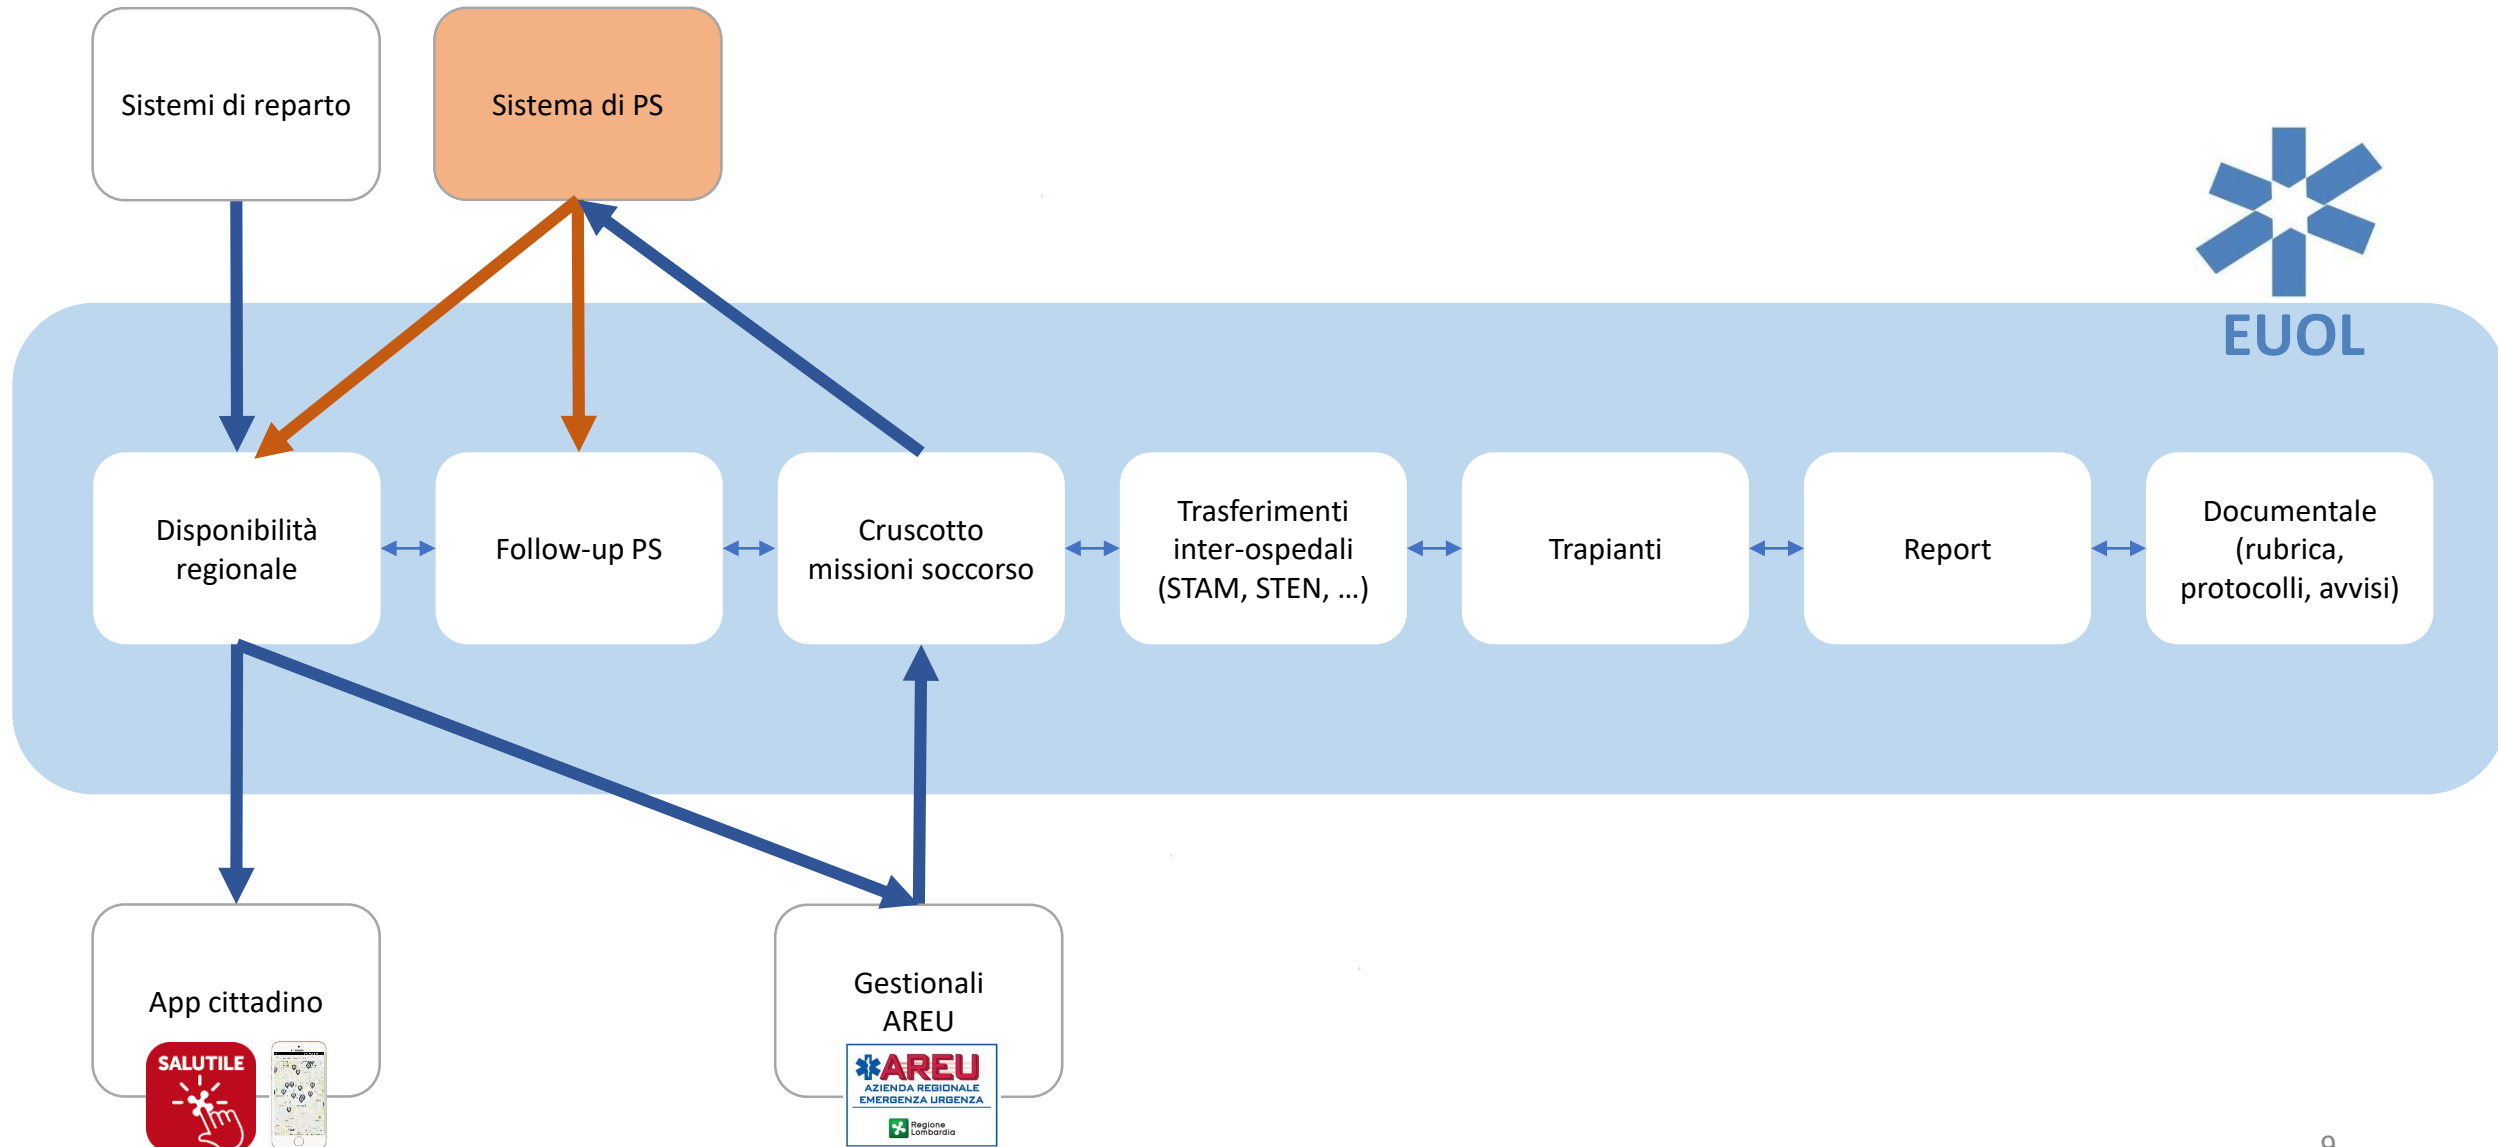 Sistemi di reparto
Sistema di PS
EUOL
Disponibilità
regionale
Follow-up PS
Cruscotto
missioni soccorso
Trasferimenti
inter-ospedali
(STAM, STEN, ...)
Trapianti
Report
Documentale
(rubrica,
protocolli, avvisi)
App cittadino
SALUTILE
Gestionali
AREU
AREU
AZIENDA REGIONALE
EMERGENZA URGENZA
Regione
Lombardia
9